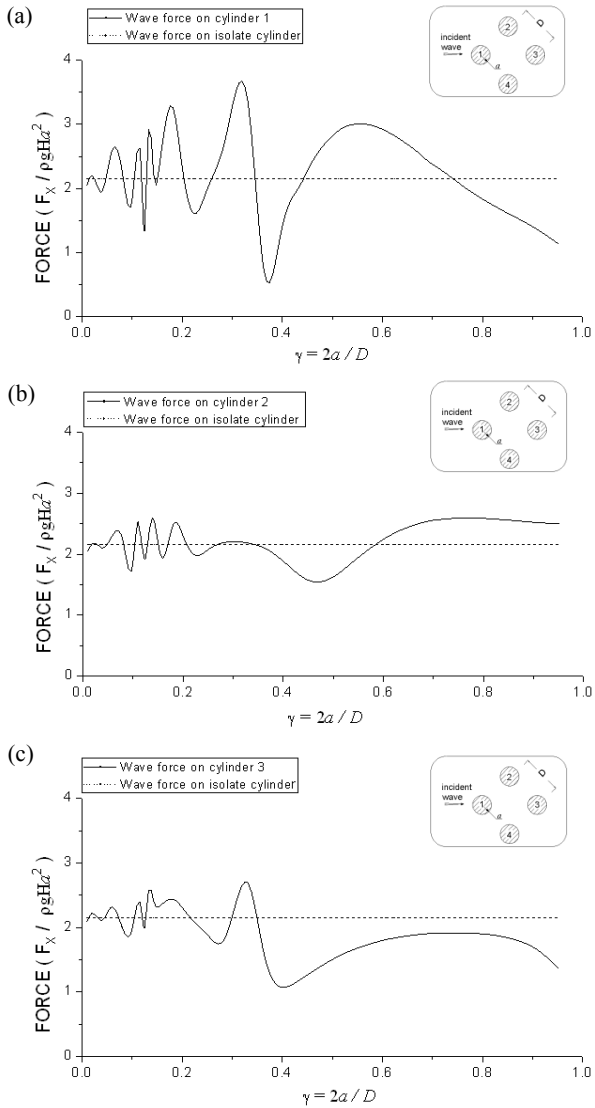 (a)
Wave force on cylinder 1
Wave force on isolate cylinder
incident
wave
1
2
3
4
a
D
FORCE ( Fₓ / ρgHa² )
4
3
2
1
0
0.0 0.2 0.4 0.6 0.8 1.0
γ = 2a / D
(b)
Wave force on cylinder 2
Wave force on isolate cylinder
incident
wave
1
2
3
4
a
D
FORCE ( Fₓ / ρgHa² )
4
3
2
1
0
0.0 0.2 0.4 0.6 0.8 1.0
γ = 2a / D
(c)
Wave force on cylinder 3
Wave force on isolate cylinder
incident
wave
1
2
3
4
a
D
FORCE ( Fₓ / ρgHa² )
4
3
2
1
0
0.0 0.2 0.4 0.6 0.8 1.0
γ = 2a / D